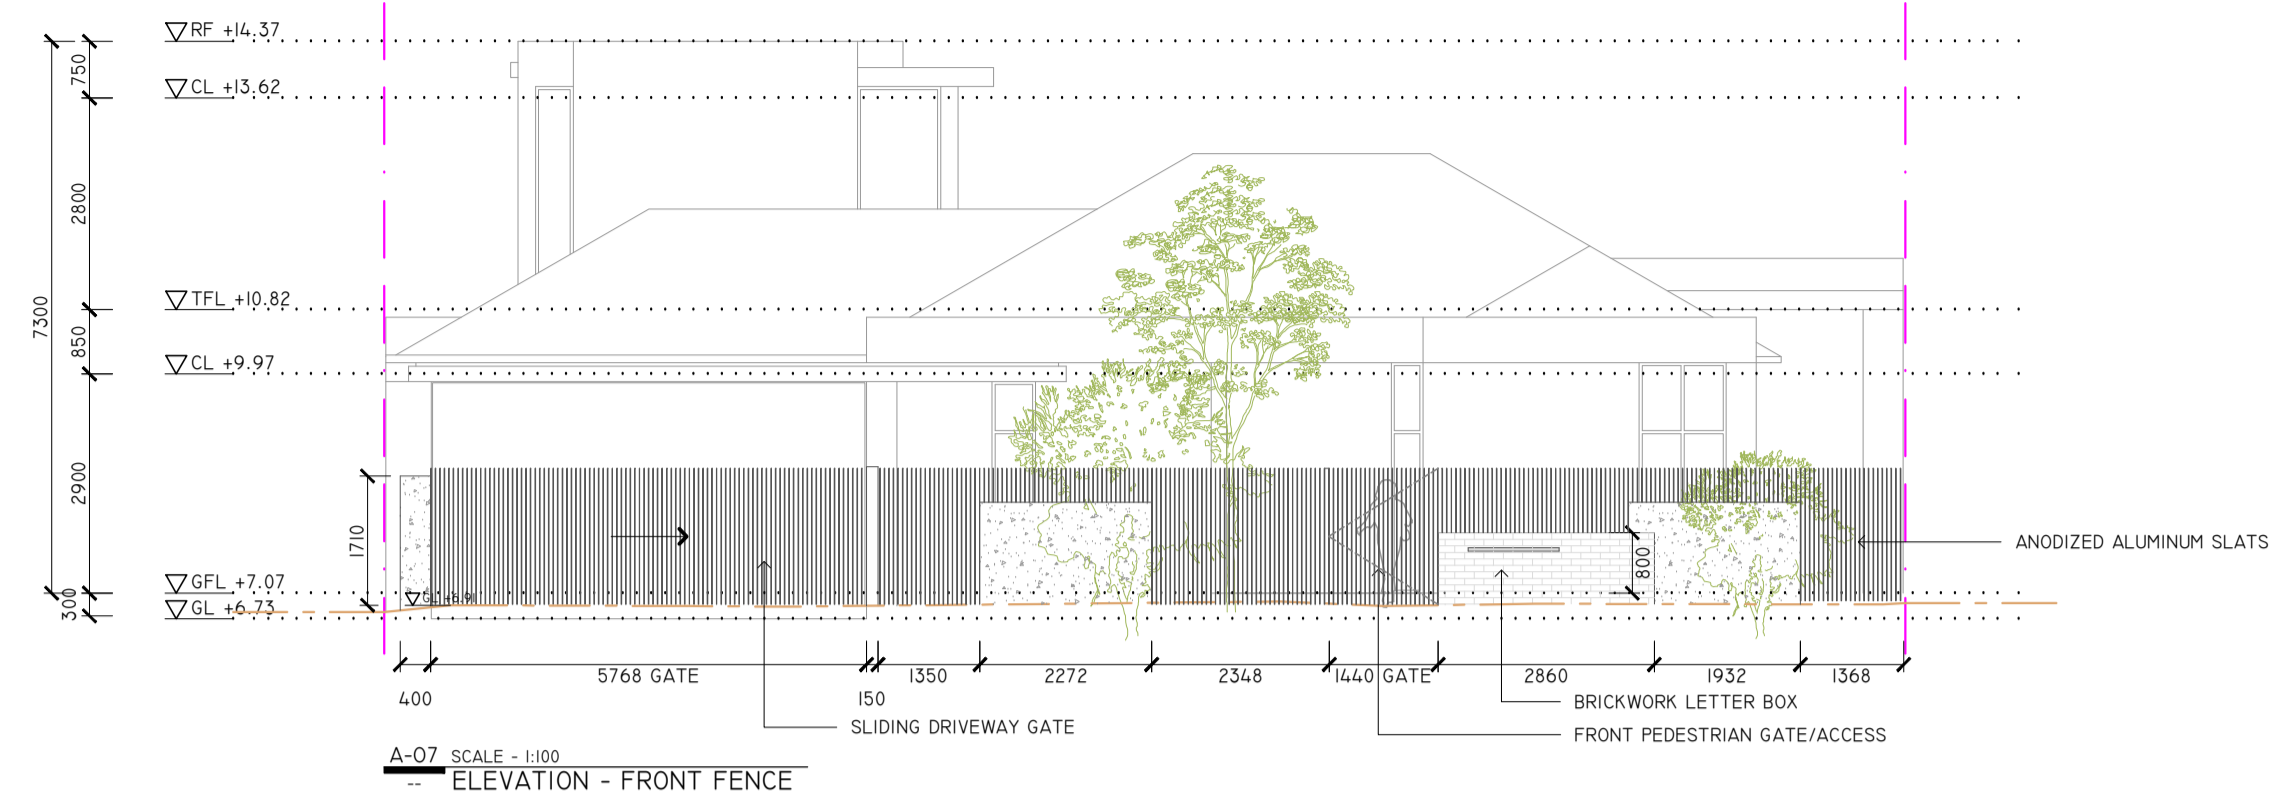 RF +14.37
CL +13.62
TFL +10.82
CL +9.97
GFL +7.07
GL +6.73
GL +6.91
750
2800
850
2900
300
7300
1710
800
ANODIZED ALUMINUM SLATS
400
5768 GATE
150
1350
2272
2348
1440 GATE
2860
1932
1368
BRICKWORK LETTER BOX
SLIDING DRIVEWAY GATE
FRONT PEDESTRIAN GATE/ACCESS
A-07 SCALE - 1:100
-- ELEVATION - FRONT FENCE